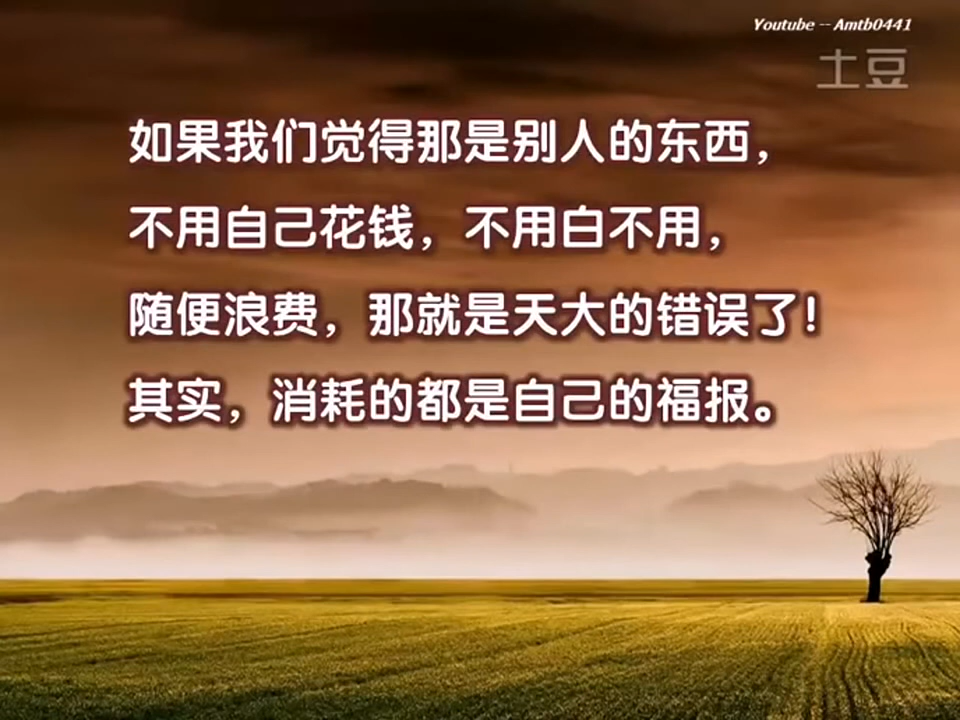 Youtube -- Amtb0441
土豆
如果我们觉得那是别人的东西，
不用自己花钱，不用白不用，
随便浪费，那就是天大的错误了！
其实，消耗的都是自己的福报。